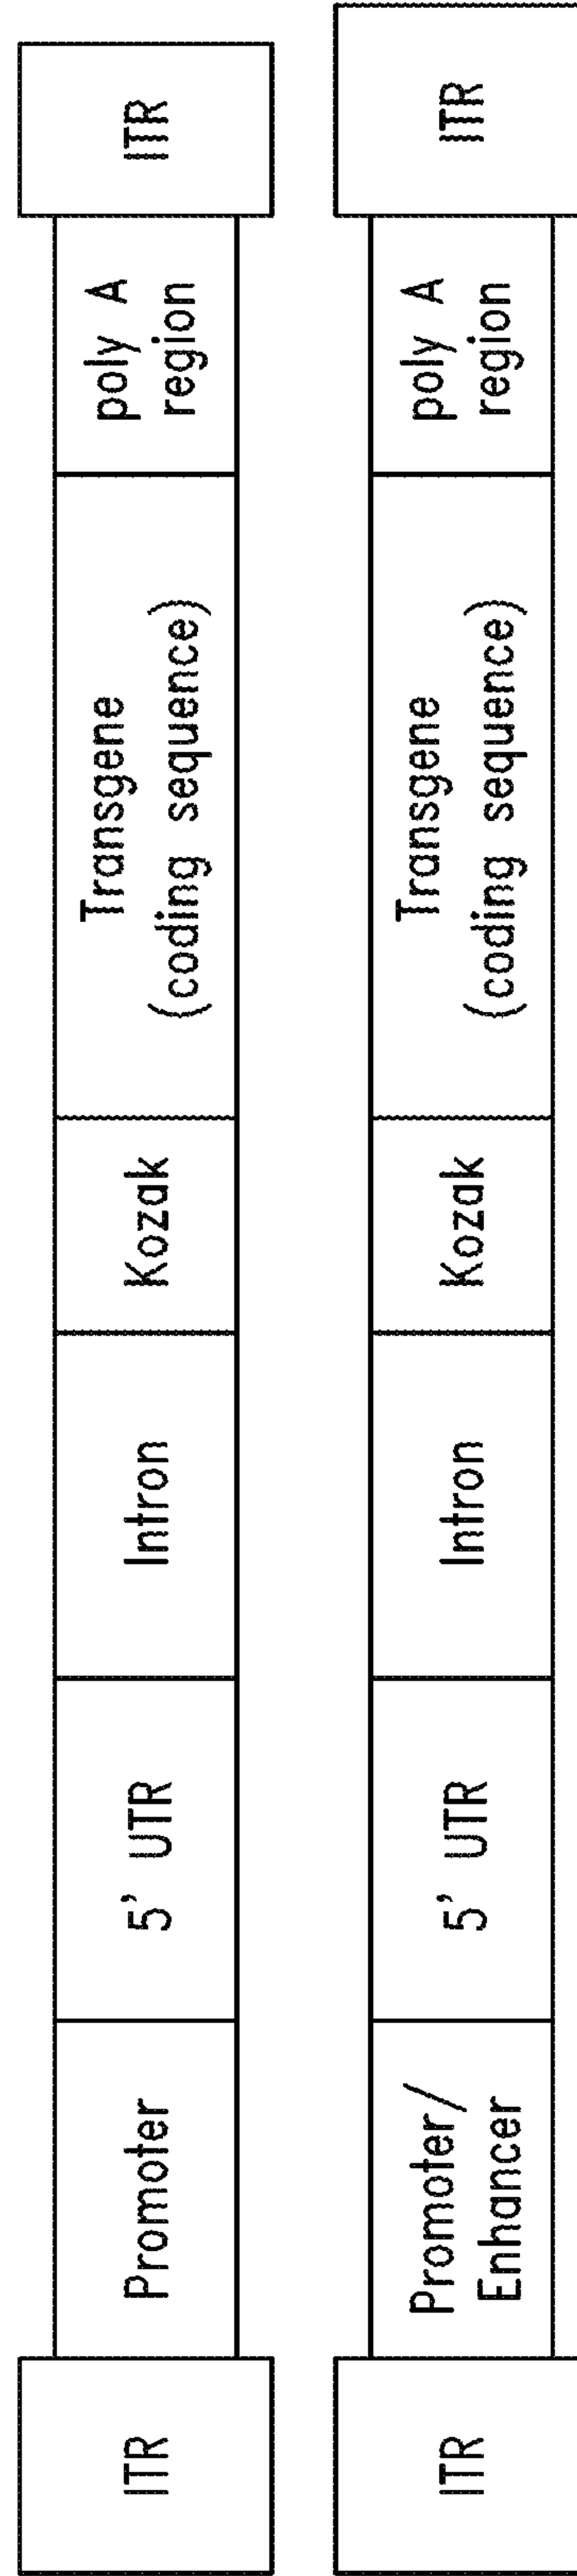 ITR
Promoter
5' UTR
Intron
Kozak
Transgene
(coding sequence)
poly A
region
ITR
ITR
Promoter/
Enhancer
5' UTR
Intron
Kozak
Transgene
(coding sequence)
poly A
region
ITR